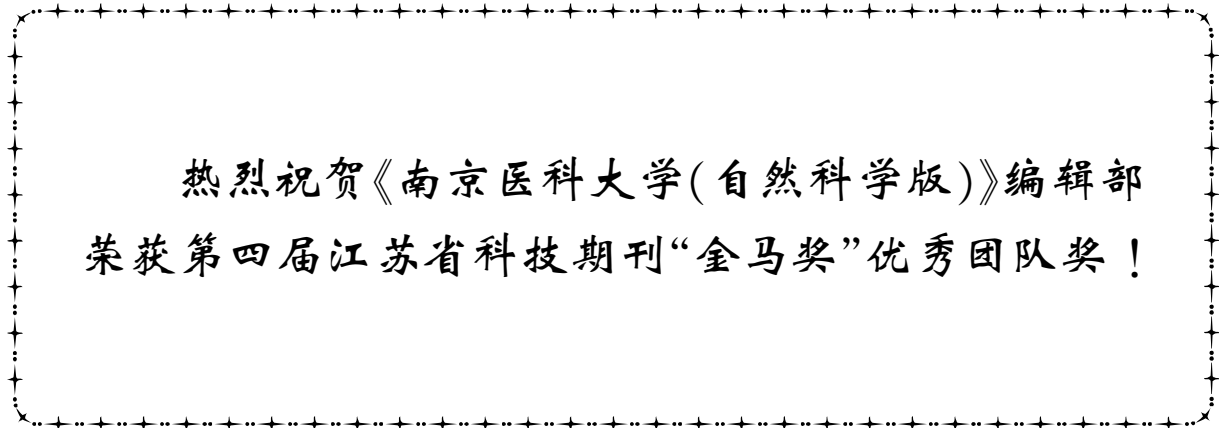 热烈祝贺《南京医科大学(自然科学版)》编辑部
荣获第四届江苏省科技期刊“金马奖”优秀团队奖！